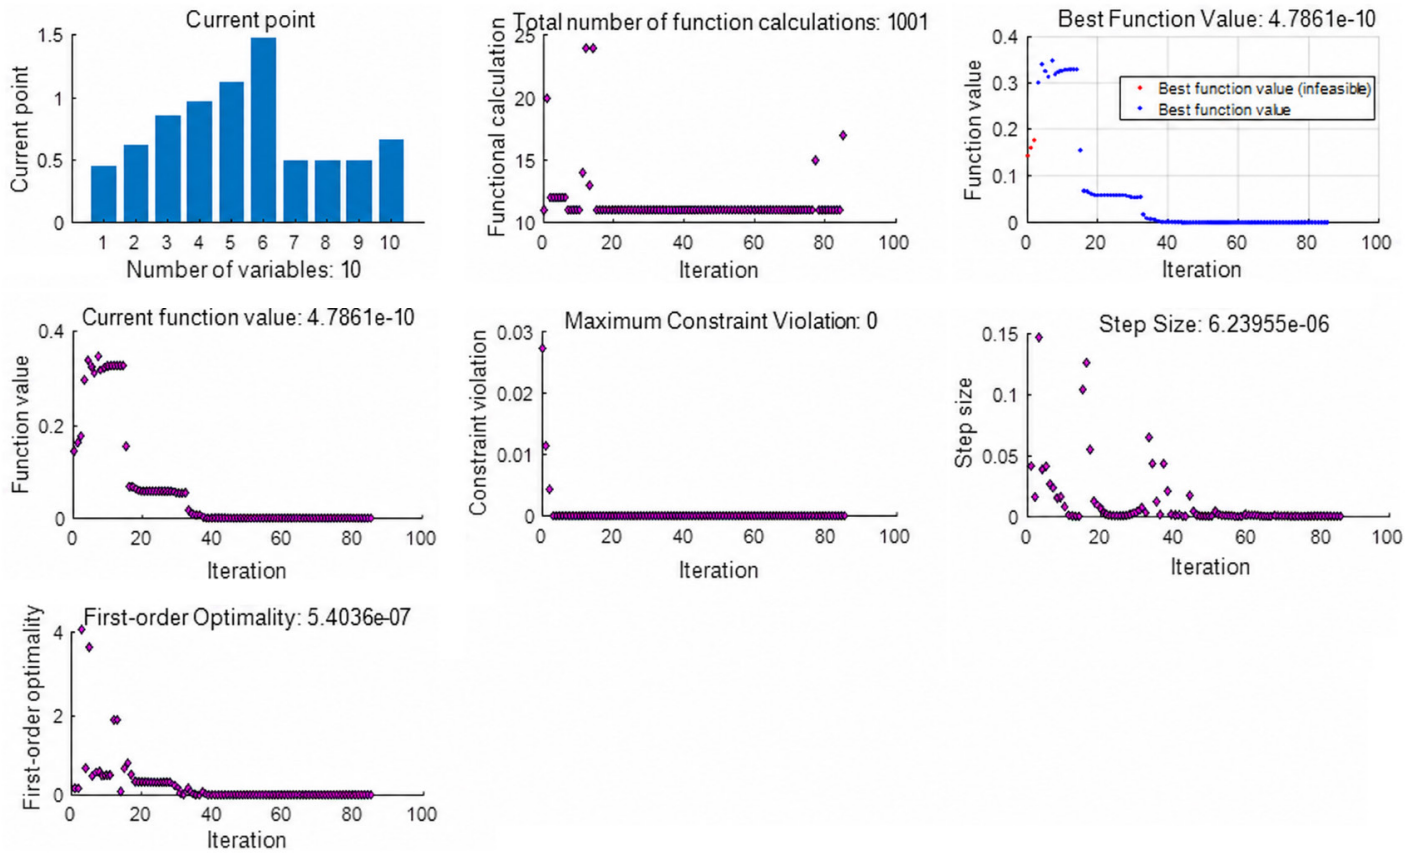 Current point
1.5
1
0.5
0
Current point
1 2 3 4 5 6 7 8 9 10
Number of variables: 10
Total number of function calculations: 1001
25
20
15
10
Functional calculation
0 20 40 60 80 100
Iteration
Best Function Value: 4.7861e-10
0.4
0.3
0.2
0.1
0
Function value
Best function value (infeasible)
Best function value
0 20 40 60 80 100
Iteration
Current function value: 4.7861e-10
0.4
0.2
0
Function value
0 20 40 60 80 100
Iteration
Maximum Constraint Violation: 0
0.03
0.02
0.01
0
Constraint violation
0 20 40 60 80 100
Iteration
Step Size: 6.23955e-06
0.15
0.1
0.05
0
Step size
0 20 40 60 80 100
Iteration
First-order Optimality: 5.4036e-07
4
2
0
First-order optimality
0 20 40 60 80 100
Iteration